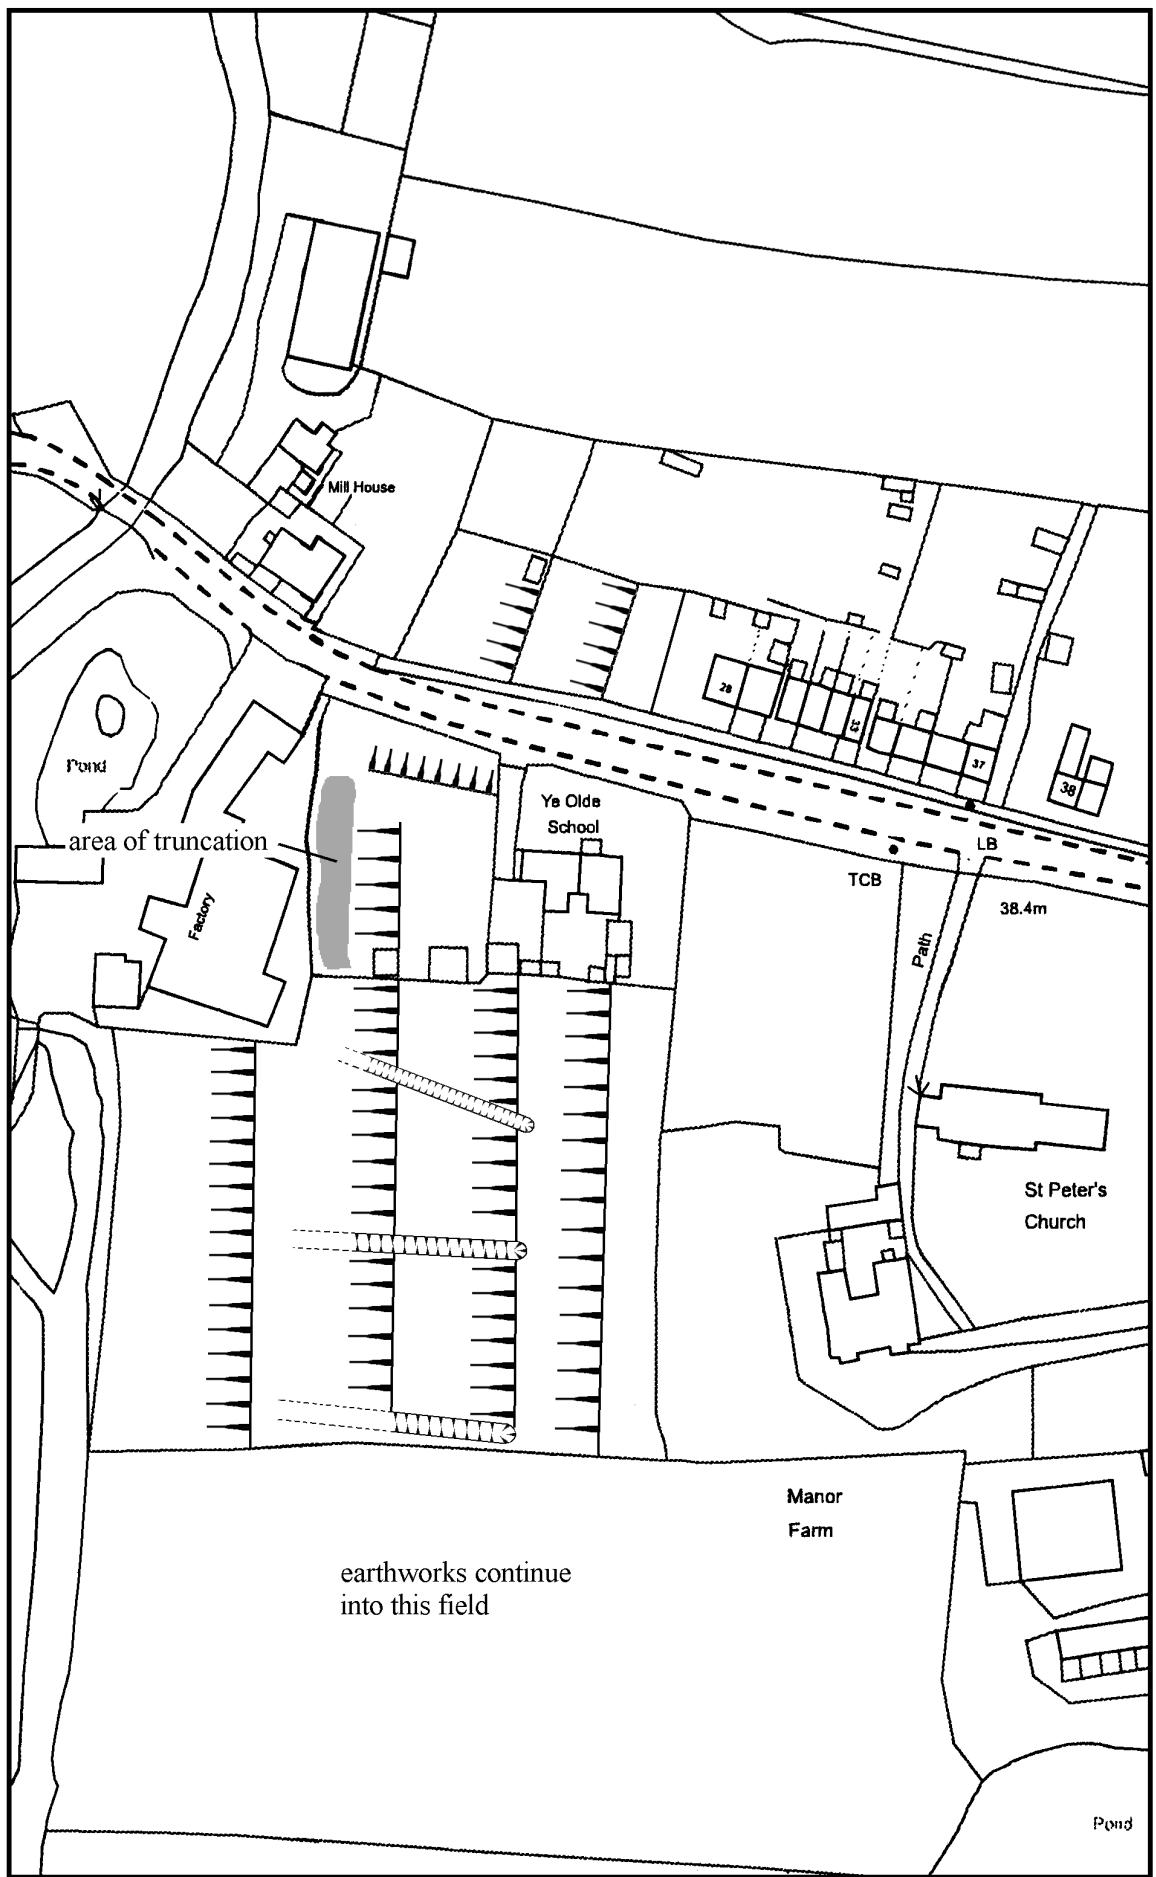 Mill House
28
33
37
38
Pond
Ye Olde
School
area of truncation
LB
TCB
38.4m
Factory
Path
St Peter's
Church
Manor
Farm
earthworks continue
into this field
Pond